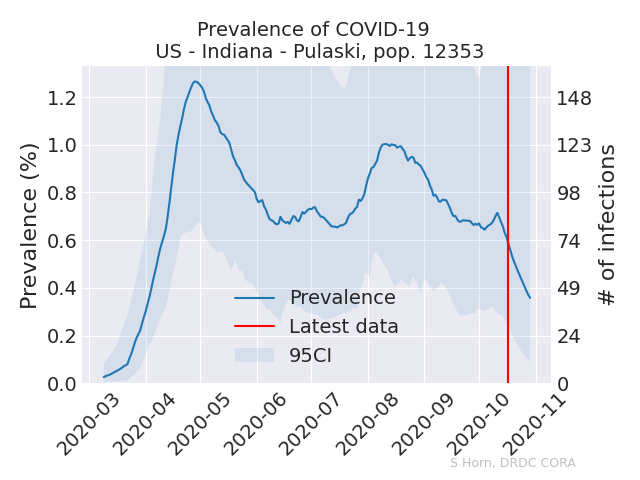 Prevalence of COVID-19
US - Indiana - Pulaski, pop. 12353
Prevalence (%)
1.2
1.0
0.8
0.6
0.4
0.2
0.0
148
123
98
74
49
24
0
# of infections
Prevalence
Latest data
95CI
2020-03
2020-04
2020-05
2020-06
2020-07
2020-08
2020-09
2020-10
2020-11
S Horn, DRDC CORA